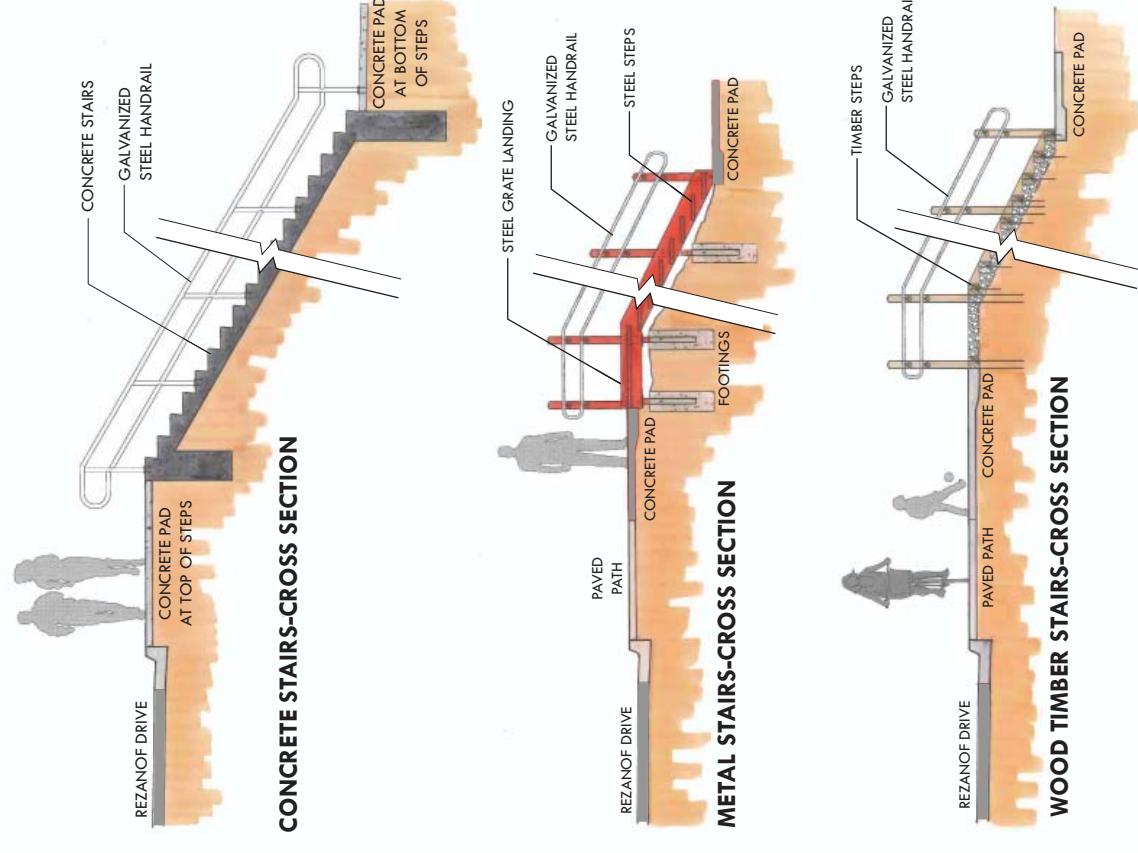 CONCRETE STAIRS
GALVANIZED
STEEL HANDRAIL
CONCRETE PAD
AT BOTTOM
OF STEPS
CONCRETE PAD
AT TOP OF STEPS
REZANOF DRIVE
CONCRETE STAIRS-CROSS SECTION
STEEL GRATE LANDING
GALVANIZED
STEEL HANDRAIL
STEEL STEPS
CONCRETE PAD
FOOTINGS
CONCRETE PAD
PAVED
PATH
REZANOF DRIVE
METAL STAIRS-CROSS SECTION
TIMBER STEPS
GALVANIZED
STEEL HANDRAIL
CONCRETE PAD
CONCRETE PAD
PAVED PATH
REZANOF DRIVE
WOOD TIMBER STAIRS-CROSS SECTION